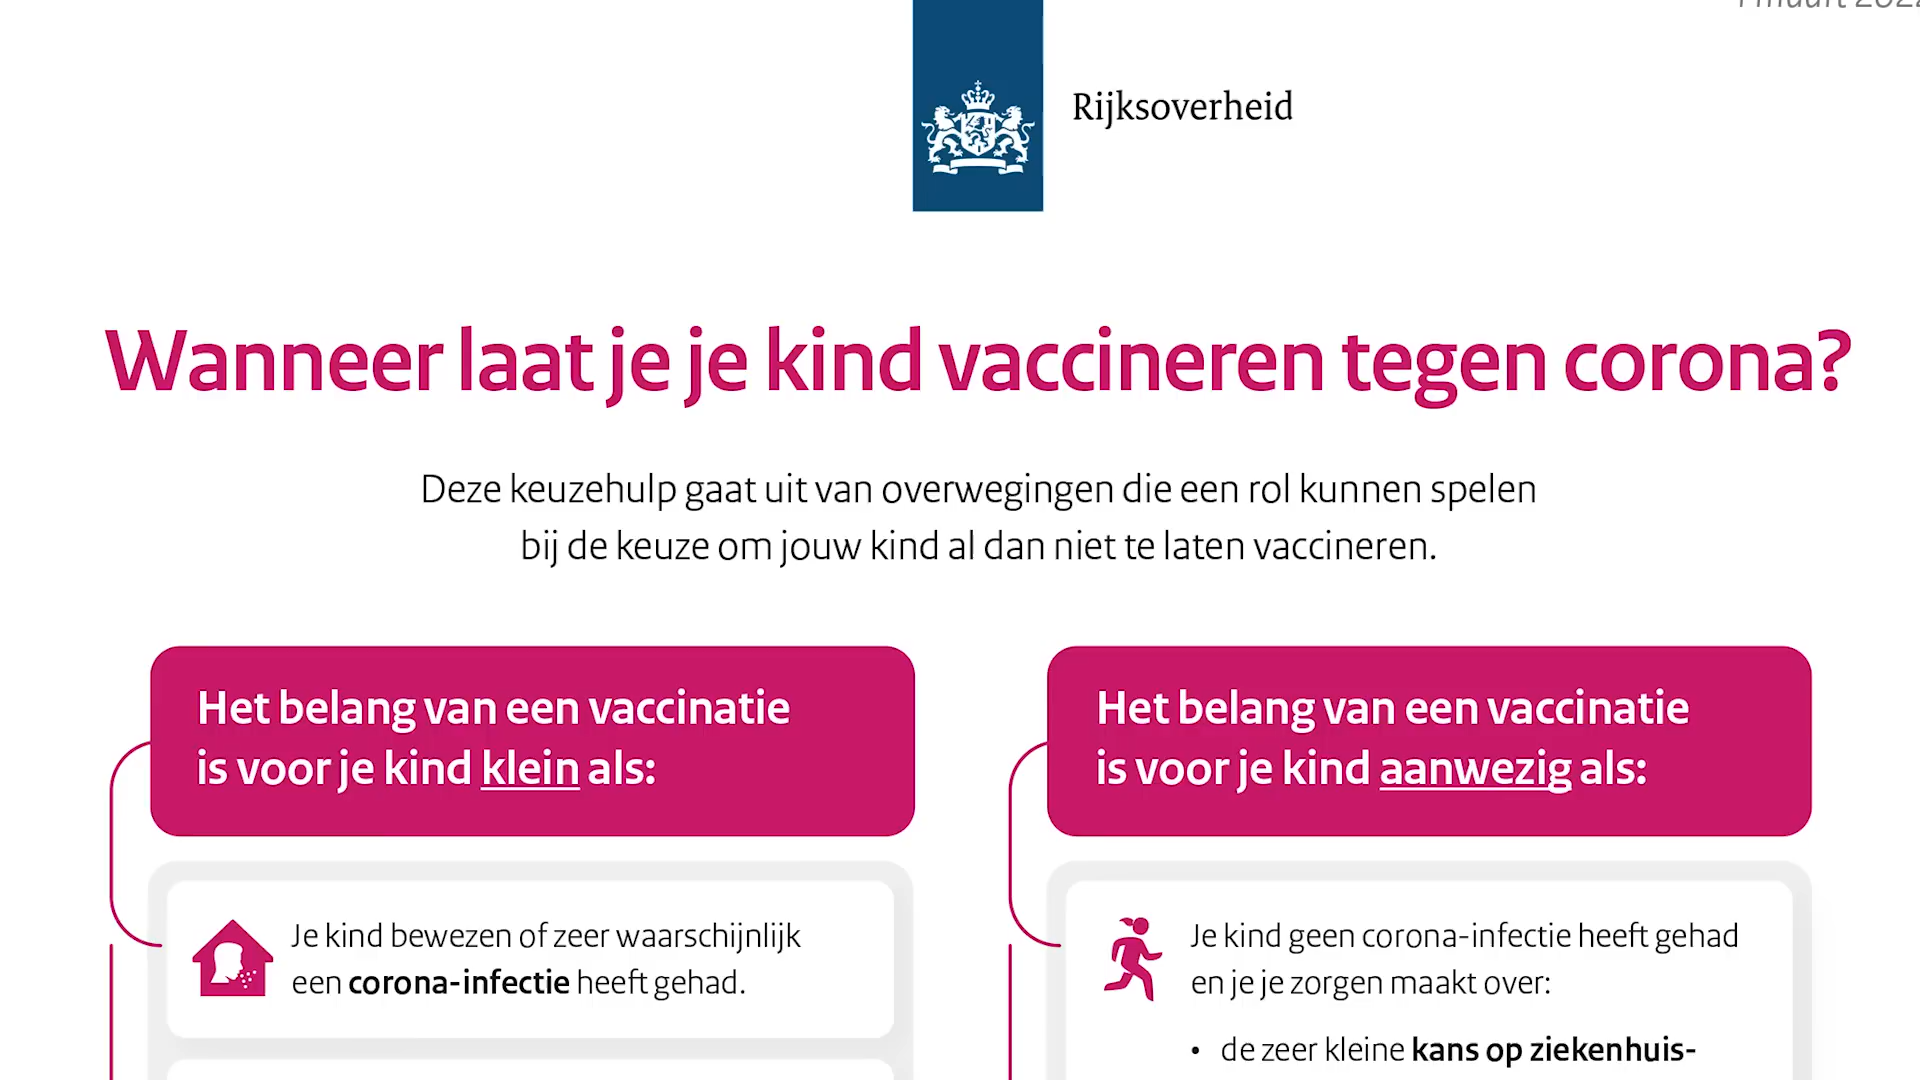 Rijksoverheid
Wanneer laat je je kind vaccineren tegen corona?
Deze keuzehulp gaat uit van overwegingen die een rol kunnen spelen
bij de keuze om jouw kind al dan niet te laten vaccineren.
Het belang van een vaccinatie
is voor je kind klein als:
Je kind bewezen of zeer waarschijnlijk
een corona-infectie heeft gehad.
Het belang van een vaccinatie
is voor je kind aanwezig als:
Je kind geen corona-infectie heeft gehad
en je je zorgen maakt over:
• de zeer kleine kans op ziekenhuis-